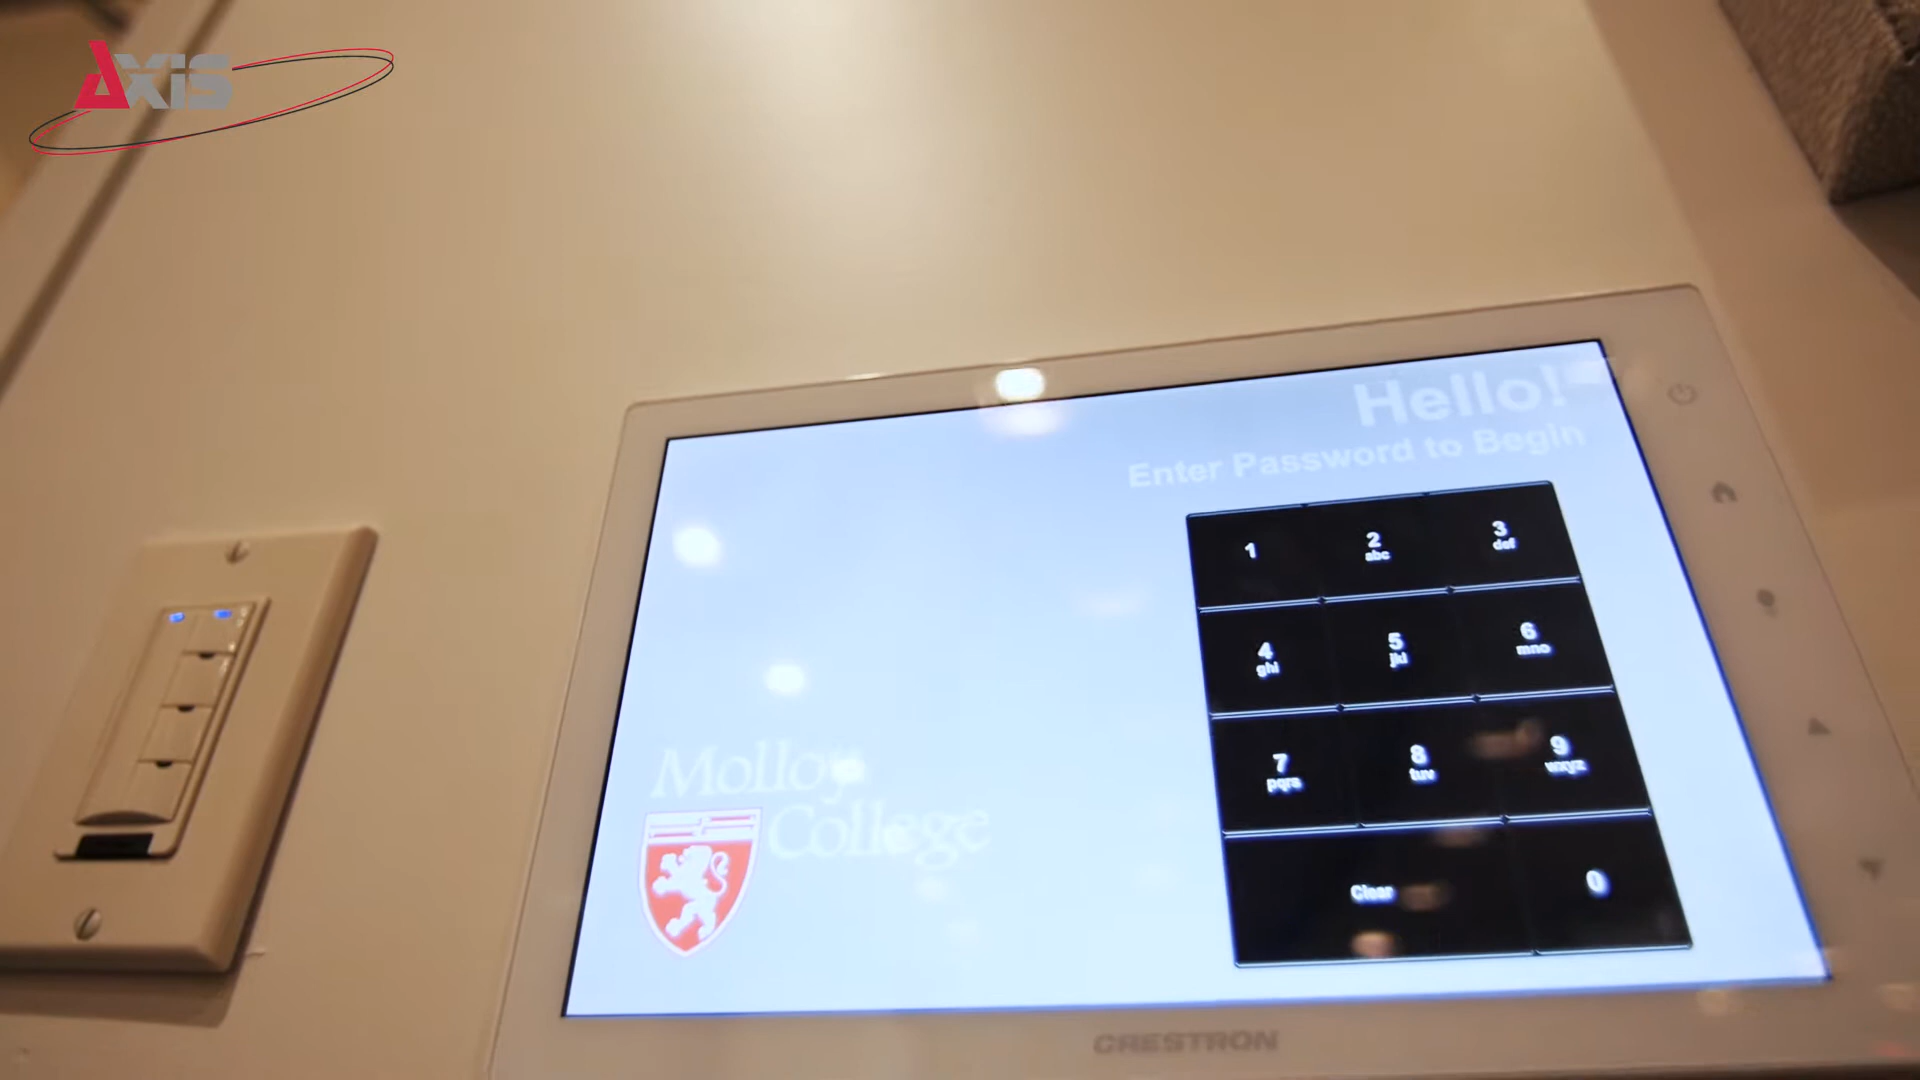 AXiS
Hello!
Enter Password to Begin
1
2
abc
3
def
4
ghi
5
jkl
6
mno
7
pqrs
8
tuv
9
wxyz
Clear
0
Molloy
College
CRESTRON